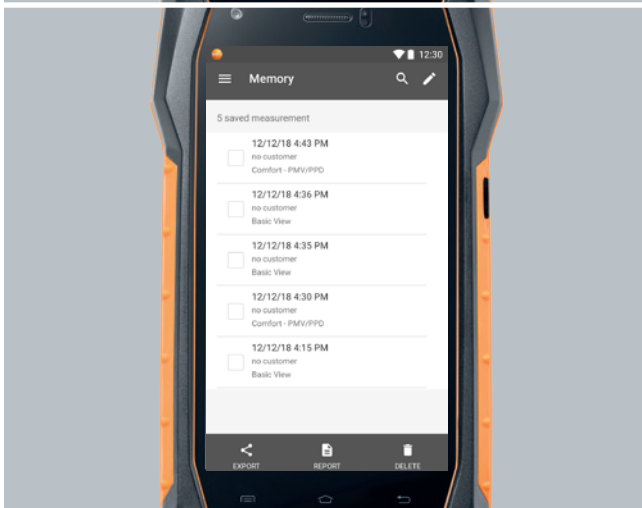 12:30
Memory
5 saved measurement
12/12/18 4:43 PM
no customer
Comfort - PMV/PPD
12/12/18 4:36 PM
no customer
Basic View
12/12/18 4:35 PM
no customer
Basic View
12/12/18 4:30 PM
no customer
Comfort - PMV/PPD
12/12/18 4:15 PM
no customer
Basic View
EXPORT REPORT DELETE